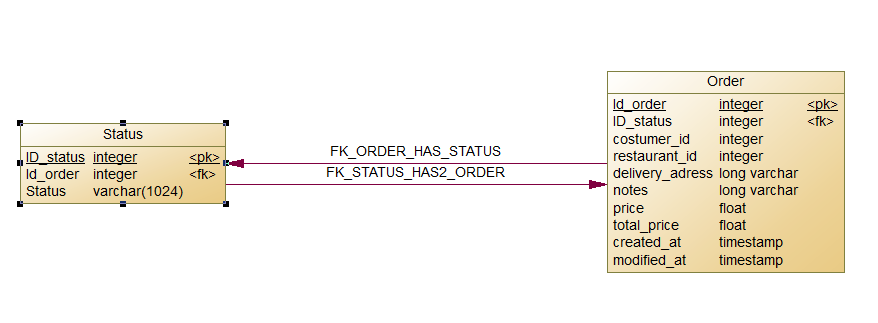 Status
ID_status integer <pk>
Id_order integer <fk>
Status varchar(1024)
FK_ORDER_HAS_STATUS
FK_STATUS_HAS2_ORDER
Order
Id_order integer <pk>
ID_status integer <fk>
costumer_id integer
restaurant_id integer
delivery_adress long varchar
notes long varchar
price float
total_price float
created_at timestamp
modified_at timestamp